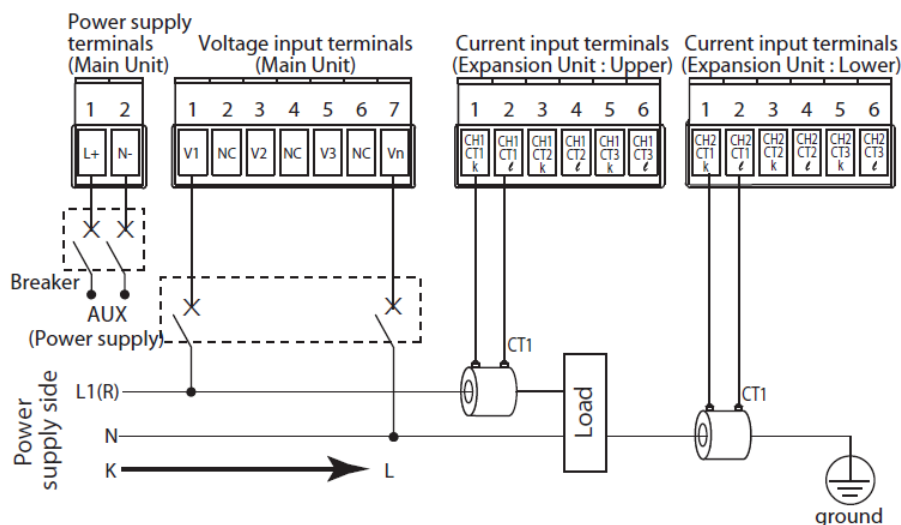 Power supply
terminals
(Main Unit)
Voltage input terminals
(Main Unit)
Current input terminals
(Expansion Unit : Upper)
Current input terminals
(Expansion Unit : Lower)
1 2
1 2 3 4 5 6 7
1 2 3 4 5 6
1 2 3 4 5 6
L+ N-
V1 NC V2 NC V3 NC Vn
CH1 CH1 CH1 CH1 CH1 CH1
CT1 CT1 CT2 CT2 CT3 CT3
k ℓ k ℓ k ℓ
CH2 CH2 CH2 CH2 CH2 CH2
CT1 CT1 CT2 CT2 CT3 CT3
k ℓ k ℓ k ℓ
Breaker
AUX
(Power supply)
CT1
CT1
Power
supply side
L1(R)
N
K L
Load
ground